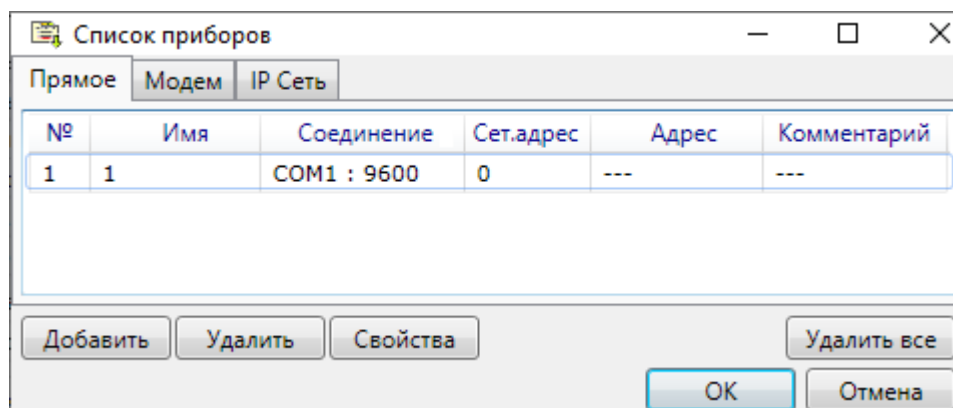 Список приборов
Прямое Модем IP Сеть
№ Имя Соединение Сет.адрес Адрес Комментарий
1 1 COM1 : 9600 0 --- ---
Добавить Удалить Свойства Удалить все
OK Отмена